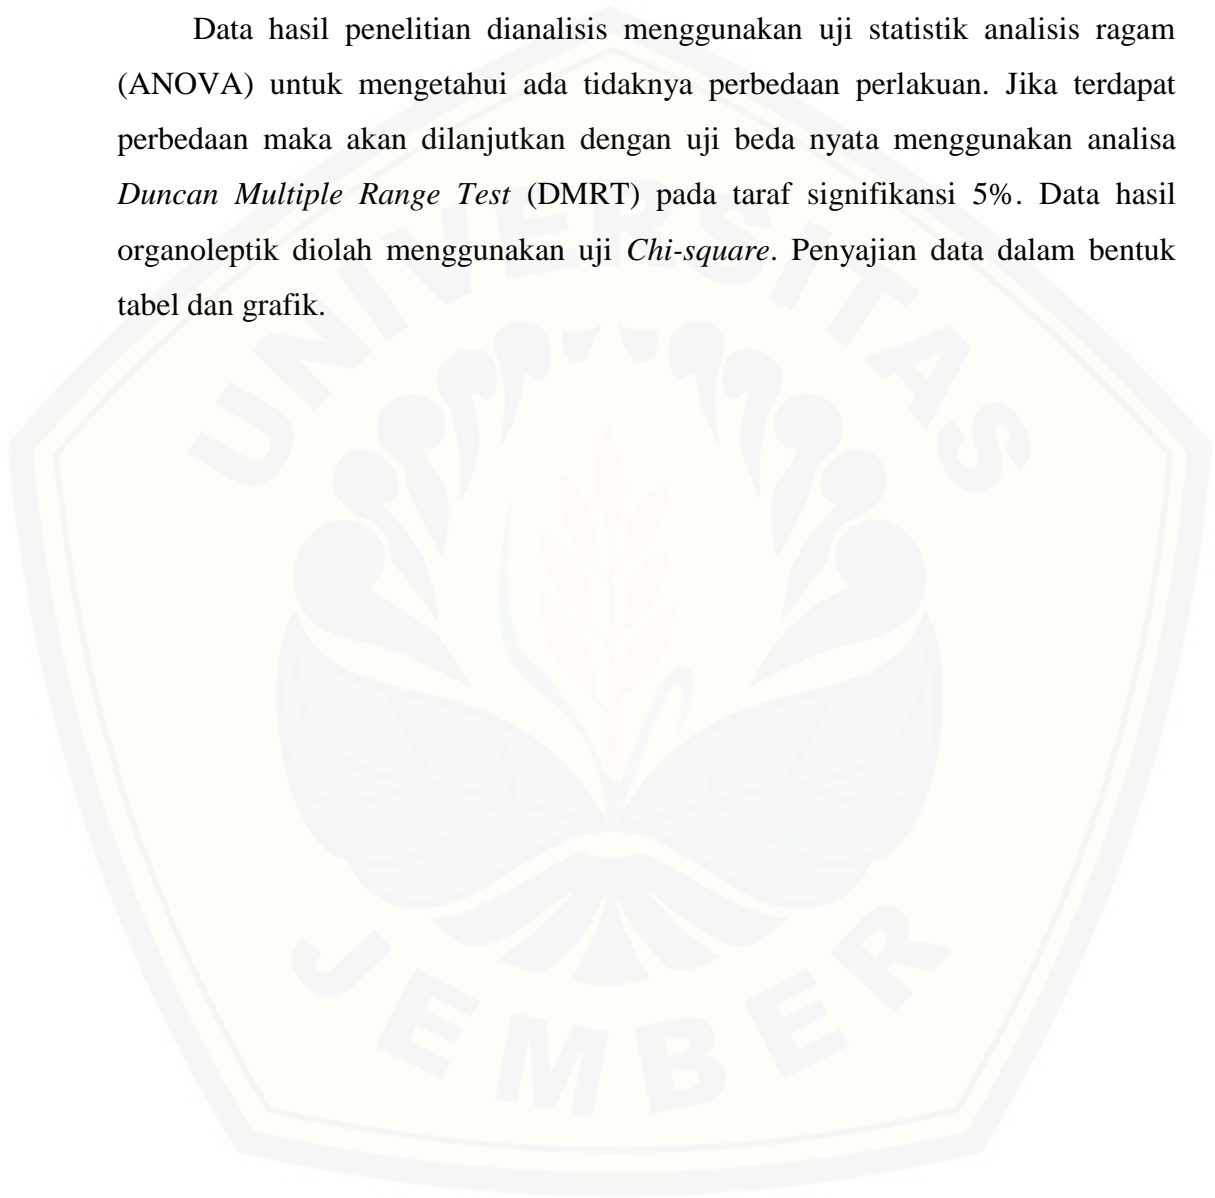 Data hasil penelitian dianalisis menggunakan uji statistik analisis ragam
(ANOVA) untuk mengetahui ada tidaknya perbedaan perlakuan. Jika terdapat
perbedaan maka akan dilanjutkan dengan uji beda nyata menggunakan analisa
Duncan Multiple Range Test (DMRT) pada taraf signifikansi 5%. Data hasil
organoleptik diolah menggunakan uji Chi-square. Penyajian data dalam bentuk
tabel dan grafik.
UNIVERSITAS
JEMBER